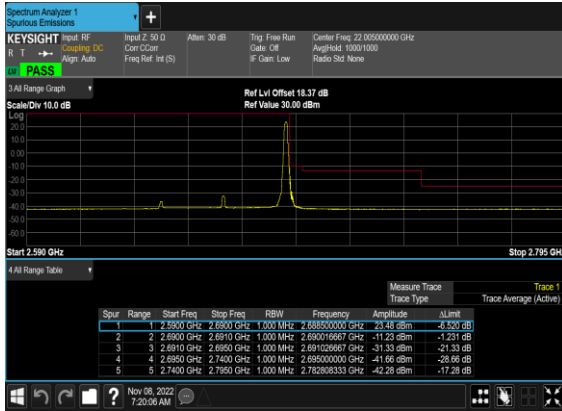 Spectrum Analyzer 1
Spurious Emissions
KEYSIGHT Input: RF Input Z: 50 Ω Atten: 30 dB Trig: Free Run Center Freq: 22.005000000 GHz
R T Coupling: DC Corr CCorr Gate: Off Avg|Hold: 1000/1000
Align: Auto Freq Ref: Int (S) IF Gain: Low Radio Std: None
LNI PASS
3 All Range Graph
Ref Lvl Offset 18.37 dB
Scale/Div 10.0 dB Ref Value 30.00 dBm
Log
20.0
10.0
0.00
-10.0
-20.0
-30.0
-40.0
-50.0
-60.0
Start 2.590 GHz Stop 2.795 GHz
4 All Range Table
Measure Trace Trace 1
Trace Type Trace Average (Active)
Spur Range Start Freq Stop Freq RBW Frequency Amplitude ΔLimit
1 1 2.5900 GHz 2.6900 GHz 1.000 MHz 2.688500000 GHz 23.48 dBm -6.520 dB
2 2 2.6900 GHz 2.6910 GHz 1.000 MHz 2.690016667 GHz -11.23 dBm -1.231 dB
3 3 2.6910 GHz 2.6950 GHz 1.000 MHz 2.691026667 GHz -31.33 dBm -21.33 dB
4 4 2.6950 GHz 2.7400 GHz 1.000 MHz 2.695000000 GHz -41.66 dBm -28.66 dB
5 5 2.7400 GHz 2.7950 GHz 1.000 MHz 2.782808333 GHz -42.28 dBm -17.28 dB
Nov 08, 2022
7:20:06 AM